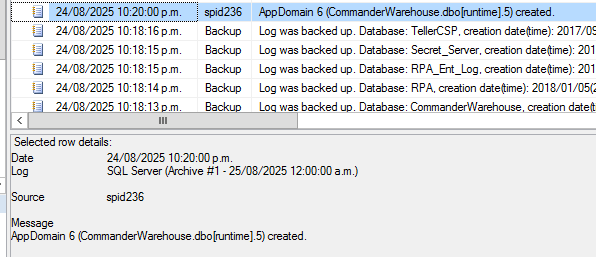 24/08/2025 10:20:00 p.m. spid236 AppDomain 6 (CommanderWarehouse.dbo[runtime].5) created.
24/08/2025 10:18:16 p.m. Backup Log was backed up. Database: TellerCSP, creation date(time): 2017/09
24/08/2025 10:18:15 p.m. Backup Log was backed up. Database: Secret_Server, creation date(time): 201
24/08/2025 10:18:15 p.m. Backup Log was backed up. Database: RPA_Ent_Log, creation date(time): 201
24/08/2025 10:18:14 p.m. Backup Log was backed up. Database: RPA, creation date(time): 2018/01/05(2
24/08/2025 10:18:13 p.m. Backup Log was backed up. Database: CommanderWarehouse, creation date(
Selected row details:
Date 24/08/2025 10:20:00 p.m.
Log SQL Server (Archive #1 - 25/08/2025 12:00:00 a.m.)
Source spid236
Message
AppDomain 6 (CommanderWarehouse.dbo[runtime].5) created.